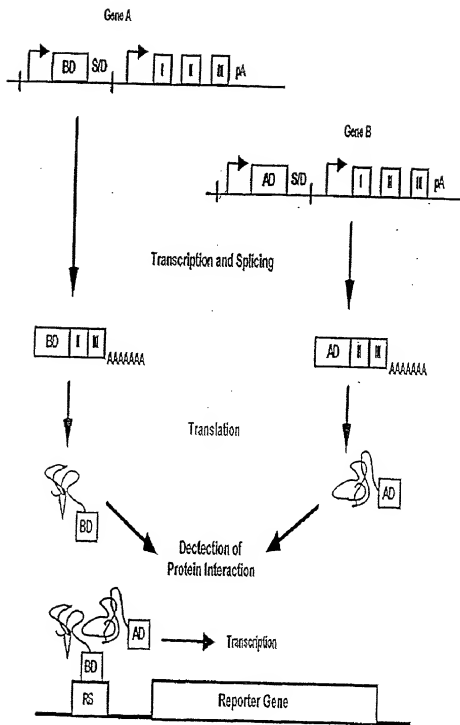 Gene A
BD S/D I II III pA
Gene B
AD S/D I II III pA
Transcription and Splicing
BD II III AAAAAAA
AD II III AAAAAAA
Translation
BD
AD
Dectection of
Protein Interaction
AD Transcription
BD
RS Reporter Gene